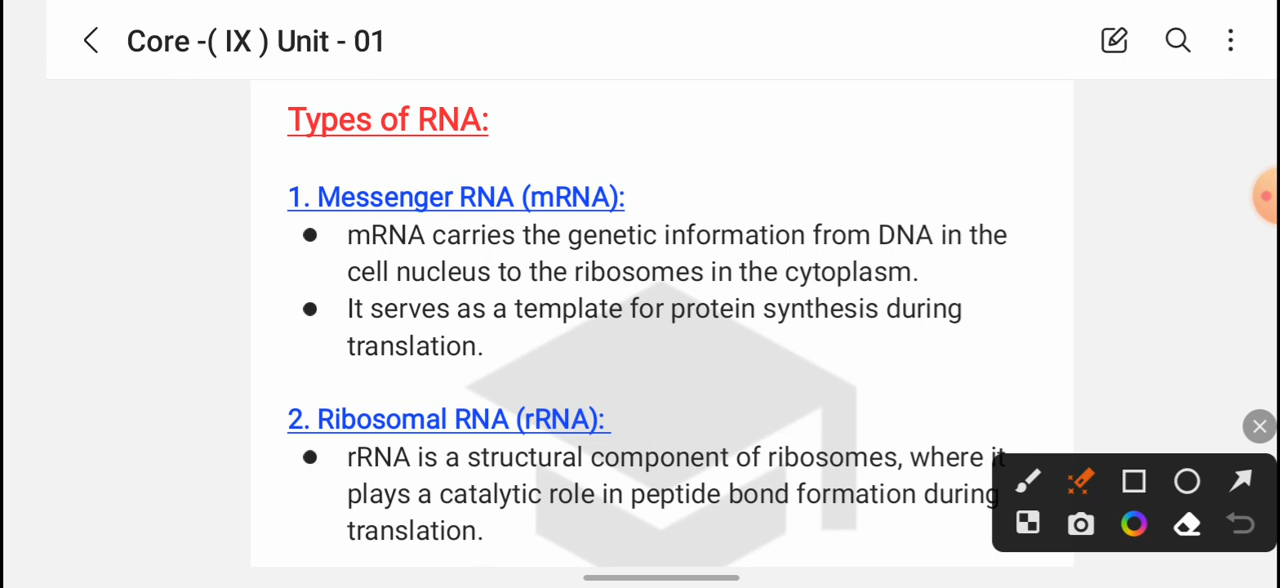 Core -( IX ) Unit - 01
Types of RNA:
1. Messenger RNA (mRNA):
● mRNA carries the genetic information from DNA in the
cell nucleus to the ribosomes in the cytoplasm.
● It serves as a template for protein synthesis during
translation.
2. Ribosomal RNA (rRNA):
● rRNA is a structural component of ribosomes, where it
plays a catalytic role in peptide bond formation during
translation.